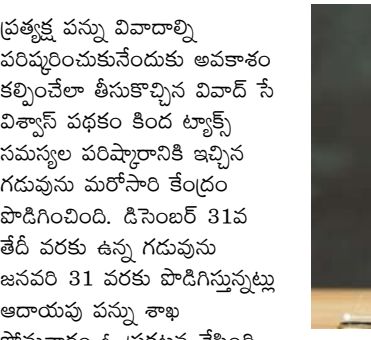 ప్రత్యక్ష పన్ను వివాదాల్ని
పరిష్కరించుకునేందుకు అవకాశం
కల్పించేలా తీసుకొచ్చిన వివాద్ సే
విశ్వాస్ పథకం కింద ట్యాక్స్
సమస్యల పరిష్కారానికి ఇచ్చిన
గడువును మరోసారి కేంద్రం
పొడిగించింది. డిసెంబర్ 31వ
తేదీ వరకు ఉన్న గడువును
జనవరి 31 వరకు పొడిగిస్తున్నట్లు
ఆదాయపు పన్ను శాఖ